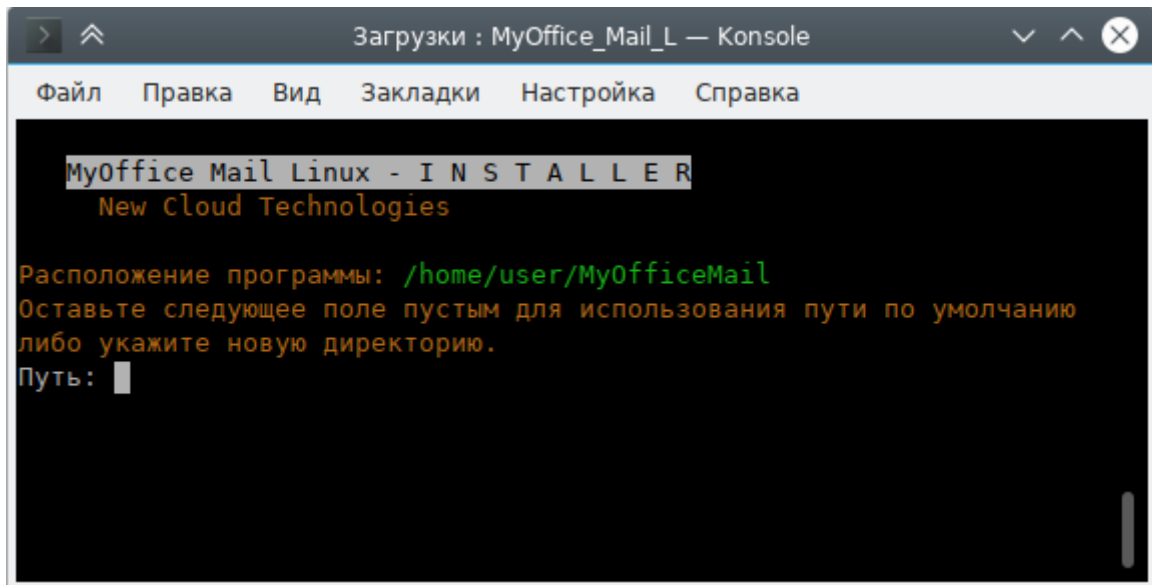 Загрузки : MyOffice_Mail_L — Konsole
Файл Правка Вид Закладки Настройка Справка
MyOffice Mail Linux - I N S T A L L E R
New Cloud Technologies
Расположение программы: /home/user/MyOfficeMail
Оставьте следующее поле пустым для использования пути по умолчанию
либо укажите новую директорию.
Путь: